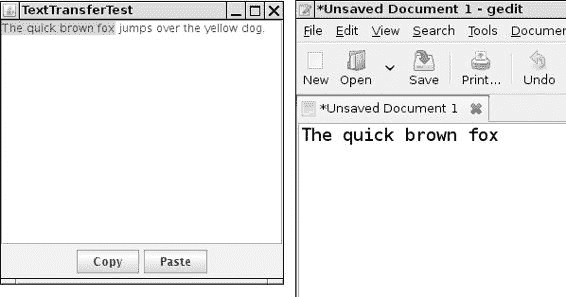 TextTransferTest
The quick brown fox jumps over the yellow dog.
Copy Paste
*Unsaved Document 1 - gedit
File Edit View Search Tools Documen
New Open Save Print... Undo
*Unsaved Document 1
The quick brown fox